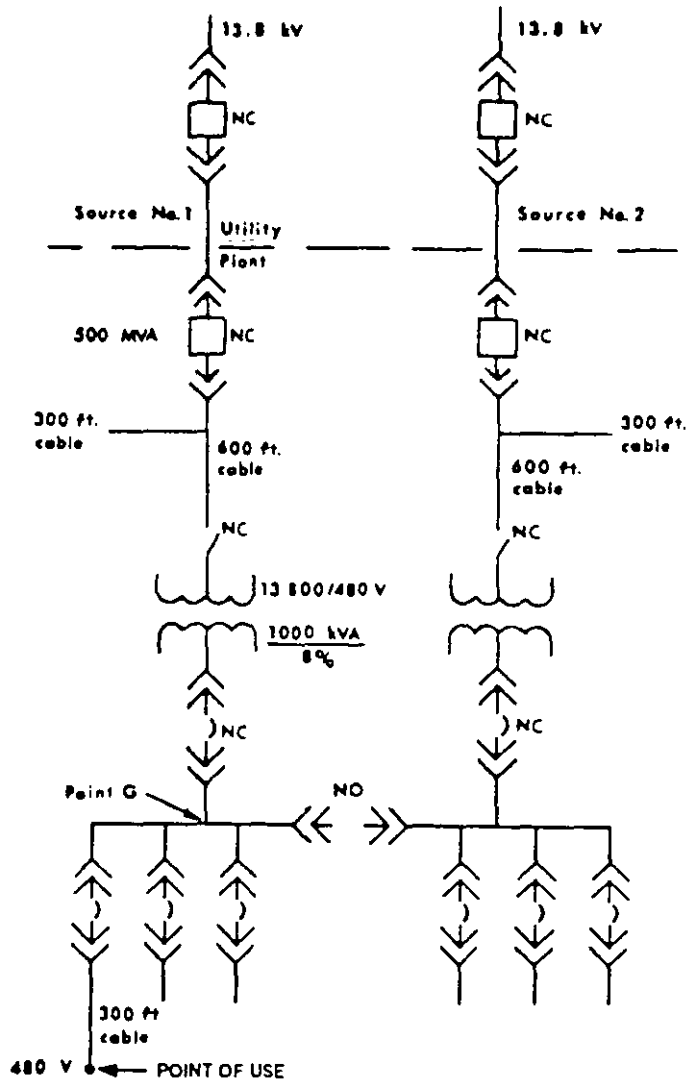 13.8 kV
13.8 kV
NC
NC
Source No.1
Utility
Source No.2
Plant
500 MVA
NC
NC
300 ft.
cable
600 ft.
cable
300 ft.
cable
600 ft.
cable
NC
NC
13 800/480 V
1000 kVA
8%
NC
NC
Point G
NO
300 ft
cable
480 V
POINT OF USE